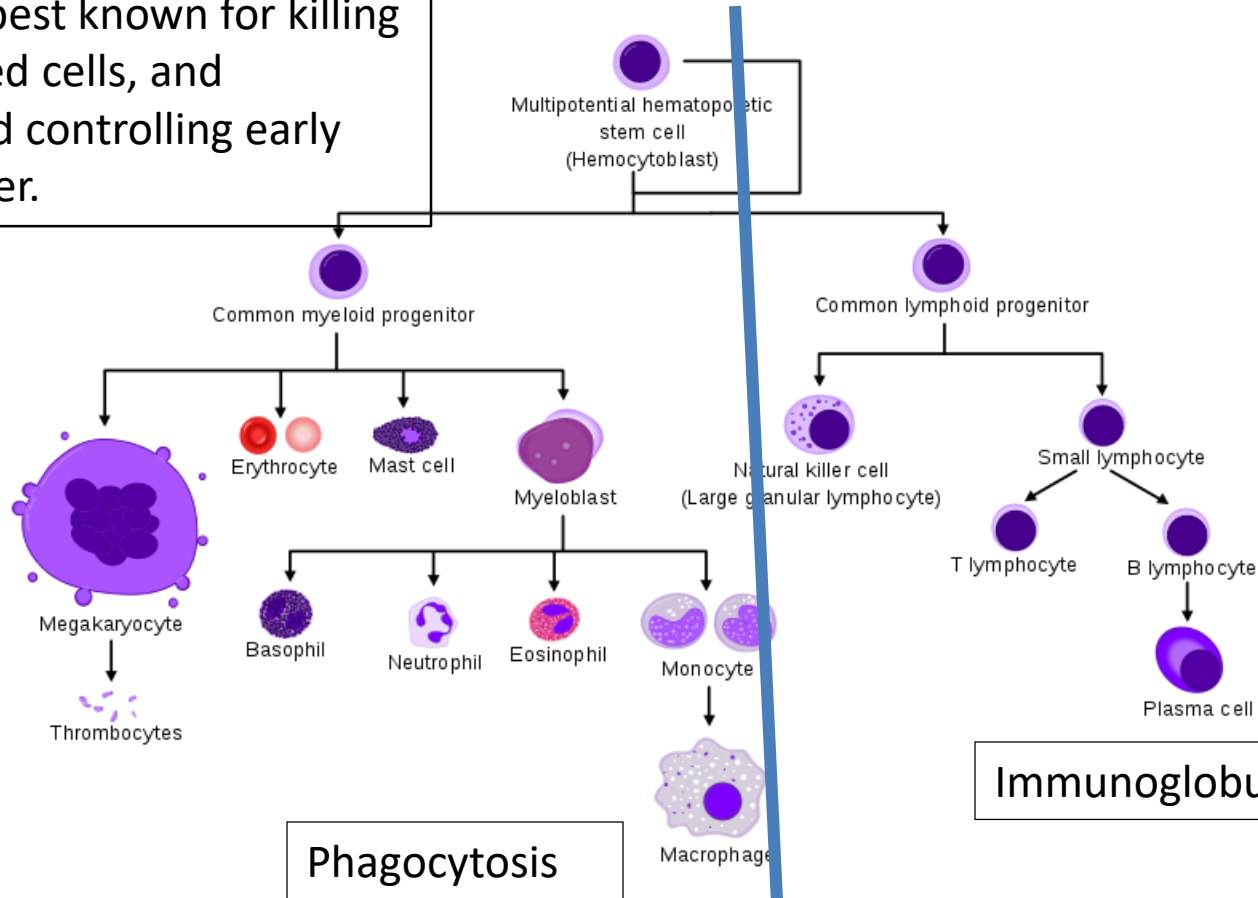 best known for killing
ed cells, and
d controlling early
er.
Multipotential hematopoietic
stem cell
(Hemocytoblast)
Common myeloid progenitor
Common lymphoid progenitor
Erythrocyte
Mast cell
Myeloblast
Natural killer cell
(Large granular lymphocyte)
Small lymphocyte
T lymphocyte
B lymphocyte
Megakaryocyte
Basophil
Neutrophil
Eosinophil
Monocyte
Plasma cell
Thrombocytes
Macrophage
Immunoglobu
Phagocytosis